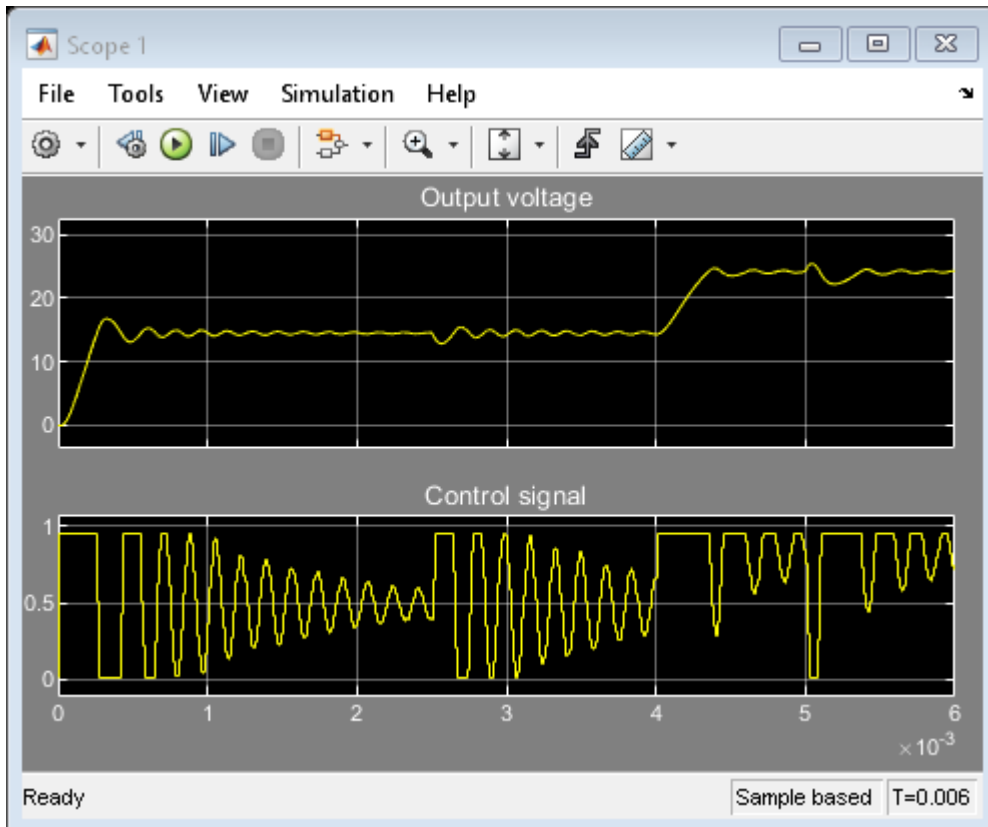 Scope 1
File Tools View Simulation Help
Output voltage
30
20
10
0
Control signal
1
0.5
0
0 1 2 3 4 5 6
×10-3
Ready Sample based T=0.006